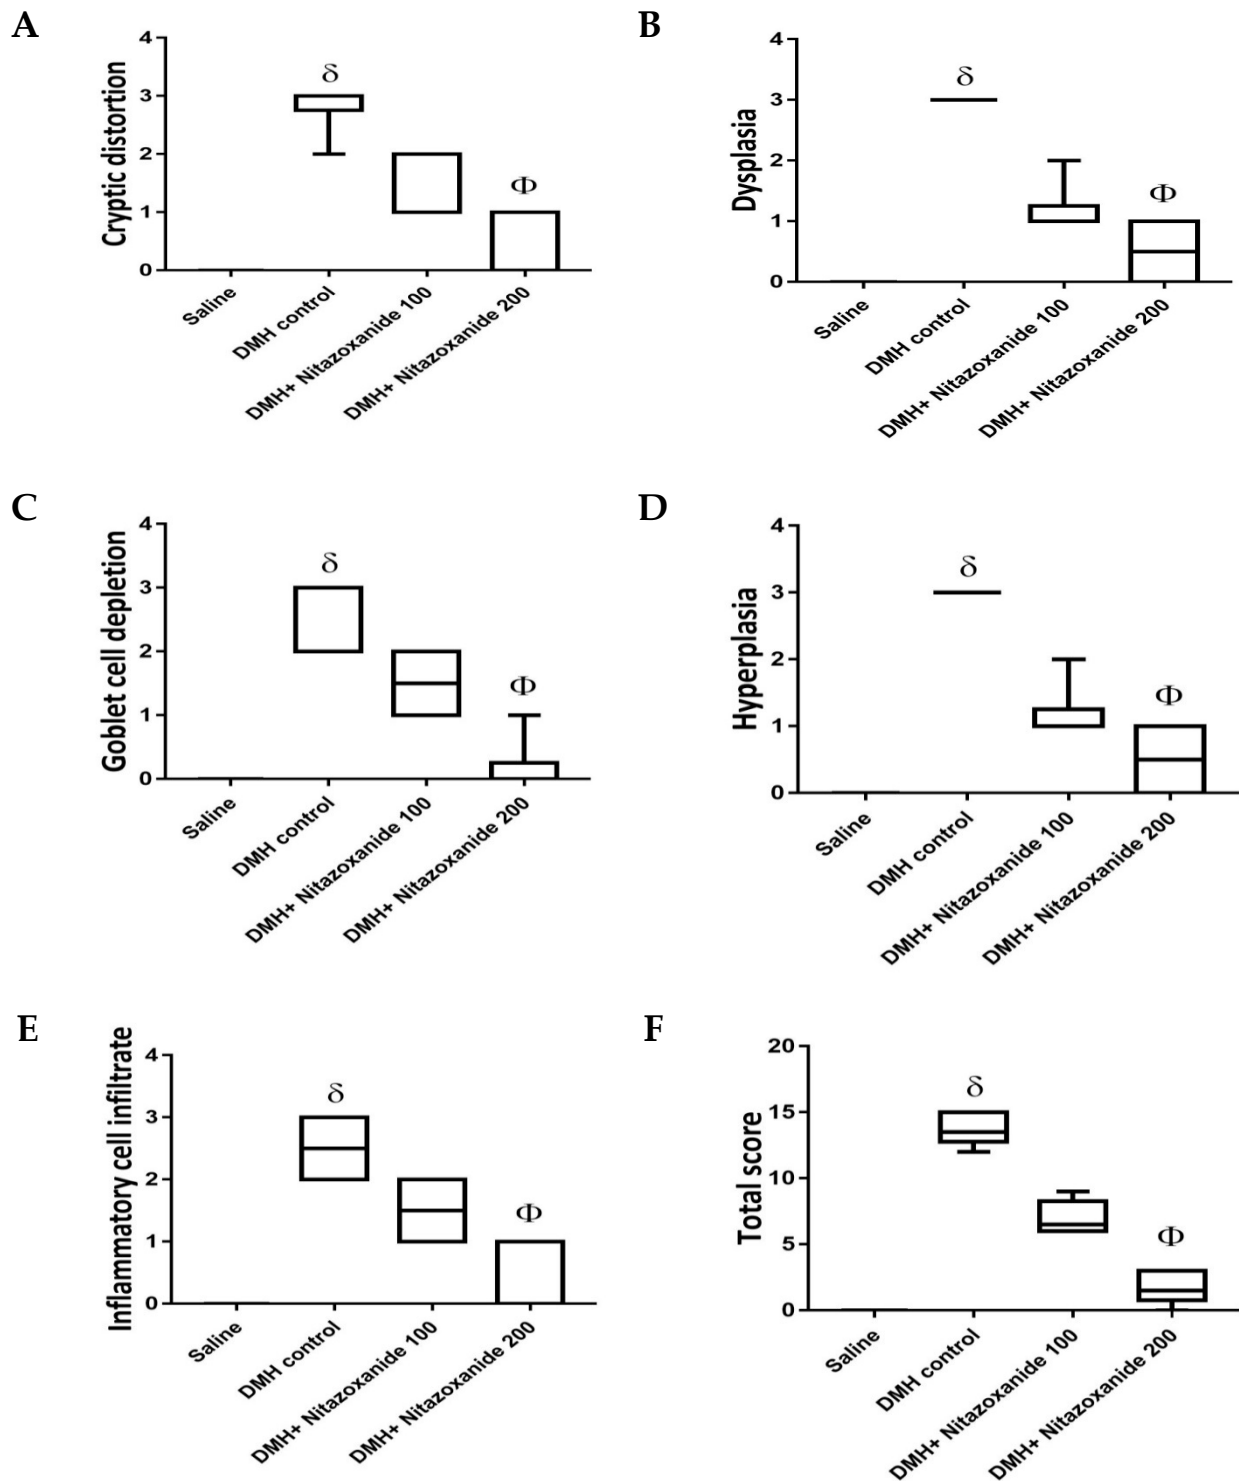 A
Cryptic distortion
4
3
2
1
0
δ
Φ
Saline
DMH control
DMH+ Nitazoxanide 100
DMH+ Nitazoxanide 200
B
Dysplasia
4
3
2
1
0
δ
Φ
Saline
DMH control
DMH+ Nitazoxanide 100
DMH+ Nitazoxanide 200
C
Goblet cell depletion
4
3
2
1
0
δ
Φ
Saline
DMH control
DMH+ Nitazoxanide 100
DMH+ Nitazoxanide 200
D
Hyperplasia
4
3
2
1
0
δ
Φ
Saline
DMH control
DMH+ Nitazoxanide 100
DMH+ Nitazoxanide 200
E
Inflammatory cell infiltrate
4
3
2
1
0
δ
Φ
Saline
DMH control
DMH+ Nitazoxanide 100
DMH+ Nitazoxanide 200
F
Total score
20
15
10
5
0
δ
Φ
Saline
DMH control
DMH+ Nitazoxanide 100
DMH+ Nitazoxanide 200